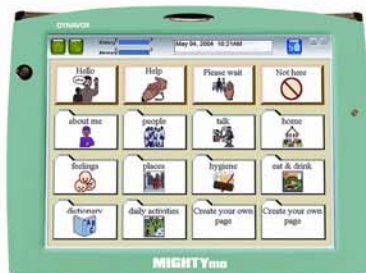 DYNAVOX
Battery
May 04, 2004 10:21AM
Hello
Help
Please wait
Not here
about me
people
talk
home
feelings
places
hygiene
eat & drink
dictionary
daily activities
Create your own
page
Create your own
page
MIGHTYmo